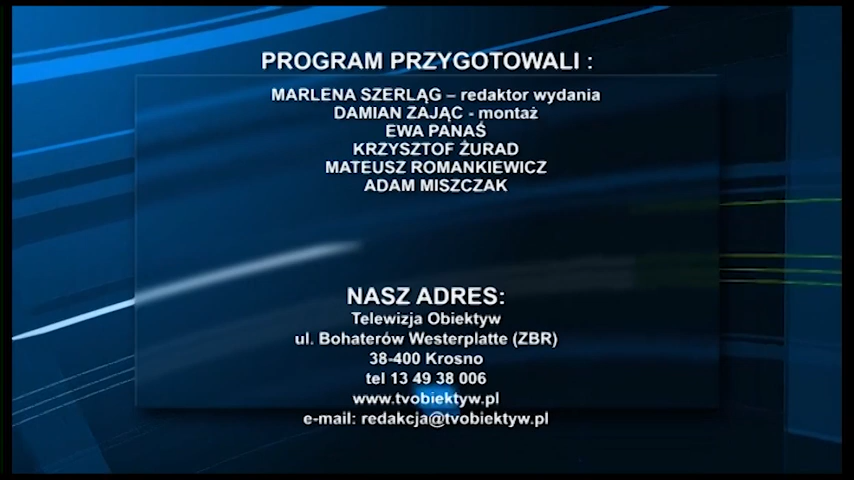 PROGRAM PRZYGOTOWALI :
MARLENA SZERLĄG – redaktor wydania
DAMIAN ZAJĄC - montaż
EWA PANAŚ
KRZYSZTOF ŻURAD
MATEUSZ ROMANKIEWICZ
ADAM MISZCZAK
NASZ ADRES:
Telewizja Obiektyw
ul. Bohaterów Westerplatte (ZBR)
38-400 Krosno
tel 13 49 38 006
www.tvobiektyw.pl
e-mail: redakcja@tvobiektyw.pl